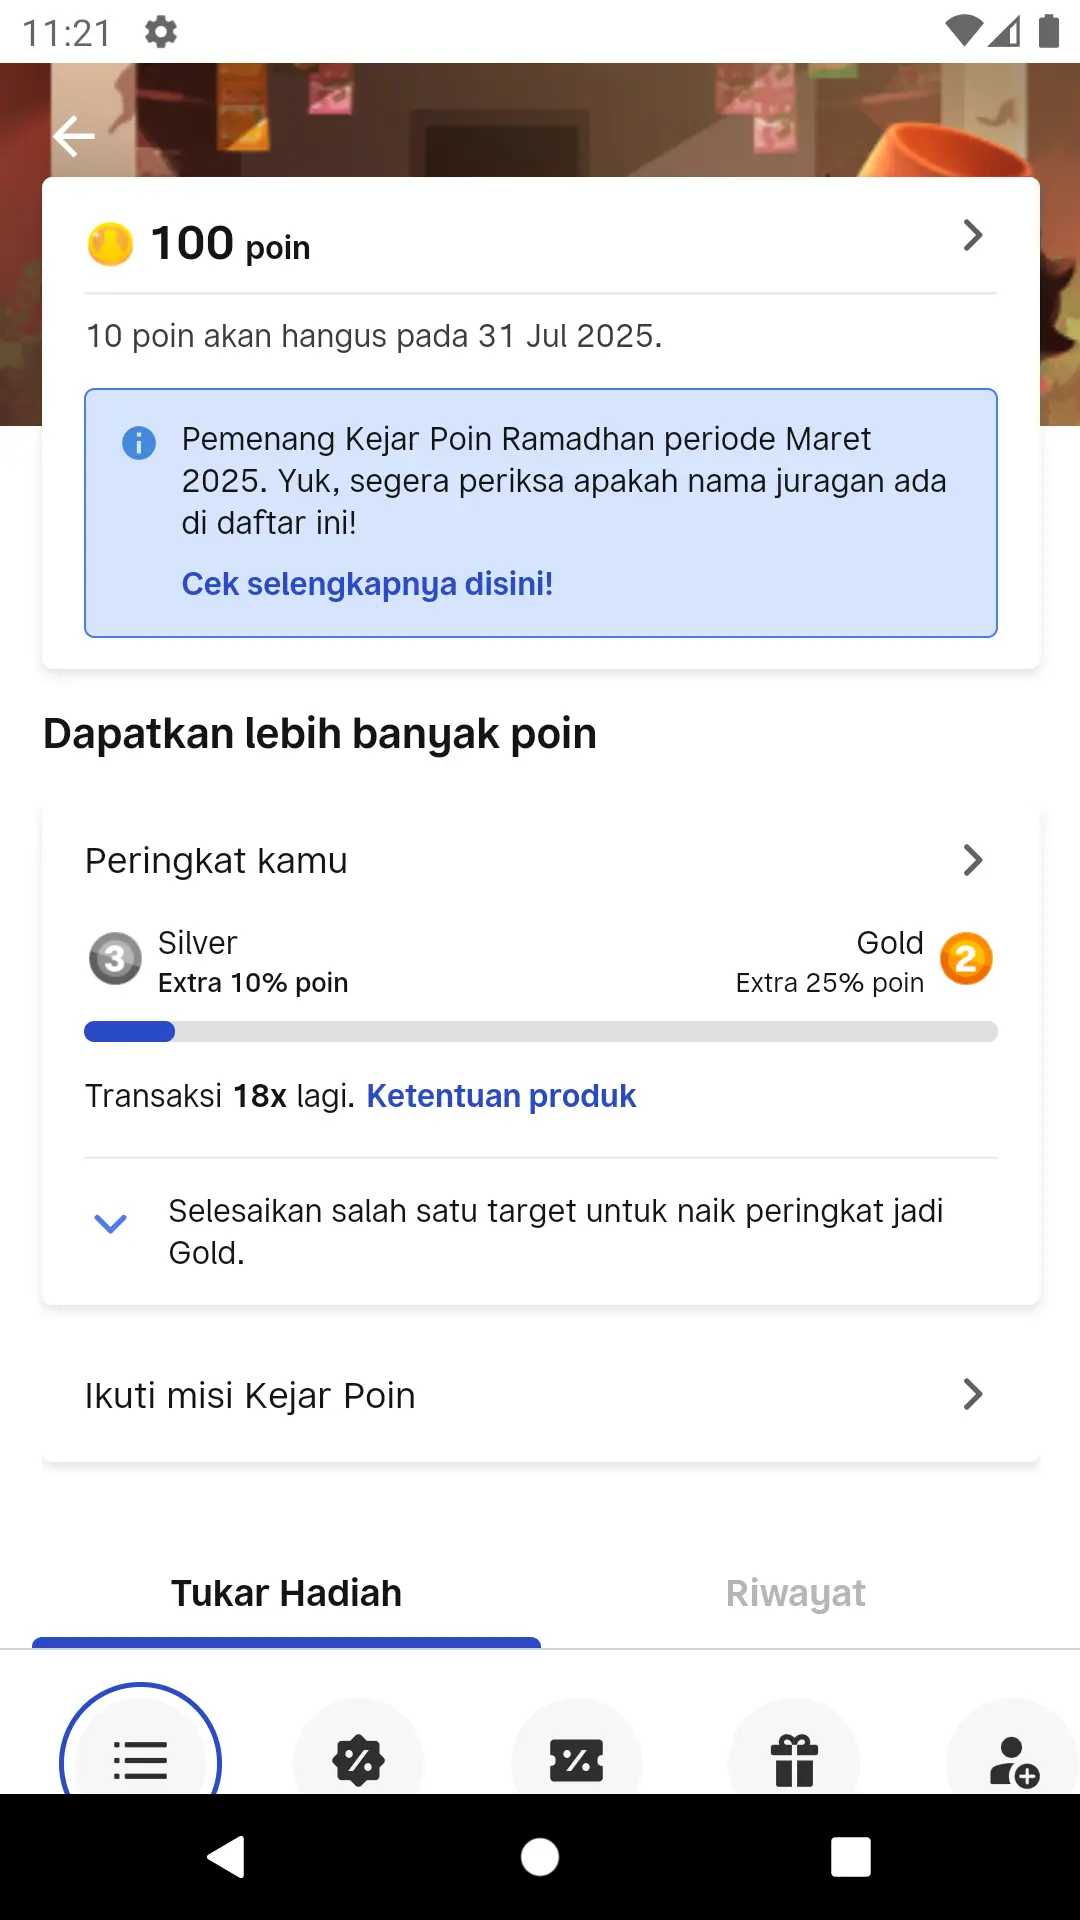 11:21
100 poin
10 poin akan hangus pada 31 Jul 2025.
Pemenang Kejar Poin Ramadhan periode Maret
2025. Yuk, segera periksa apakah nama juragan ada
di daftar ini!
Cek selengkapnya disini!
Dapatkan lebih banyak poin
Peringkat kamu
3 Silver Gold 2
Extra 10% poin Extra 25% poin
Transaksi 18x lagi. Ketentuan produk
Selesaikan salah satu target untuk naik peringkat jadi
Gold.
Ikuti misi Kejar Poin
Tukar Hadiah Riwayat